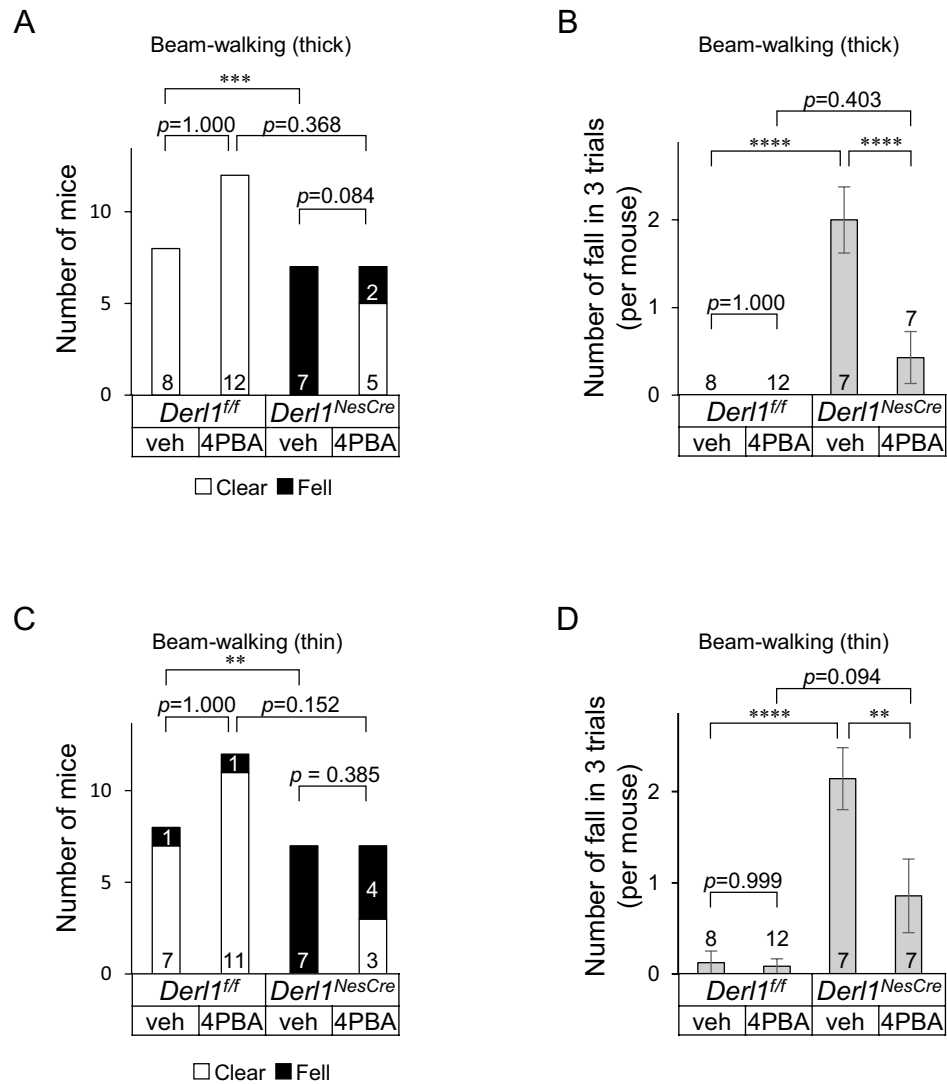 A
Beam-walking (thick)
***
p=1.000
p=0.368
p=0.084
Number of mice
10
5
0
8
12
7
2
5
Derl1f/f
Derl1NesCre
veh
4PBA
veh
4PBA
Clear
Fell
B
Beam-walking (thick)
p=0.403
****
****
p=1.000
Number of fall in 3 trials
(per mouse)
2
1
0
8
12
7
7
Derl1f/f
Derl1NesCre
veh
4PBA
veh
4PBA
C
Beam-walking (thin)
**
p=1.000
p=0.152
p = 0.385
Number of mice
10
5
0
1
7
1
11
7
4
3
Derl1f/f
Derl1NesCre
veh
4PBA
veh
4PBA
Clear
Fell
D
Beam-walking (thin)
p=0.094
****
**
p=0.999
Number of fall in 3 trials
(per mouse)
2
1
0
8
12
7
7
Derl1f/f
Derl1NesCre
veh
4PBA
veh
4PBA